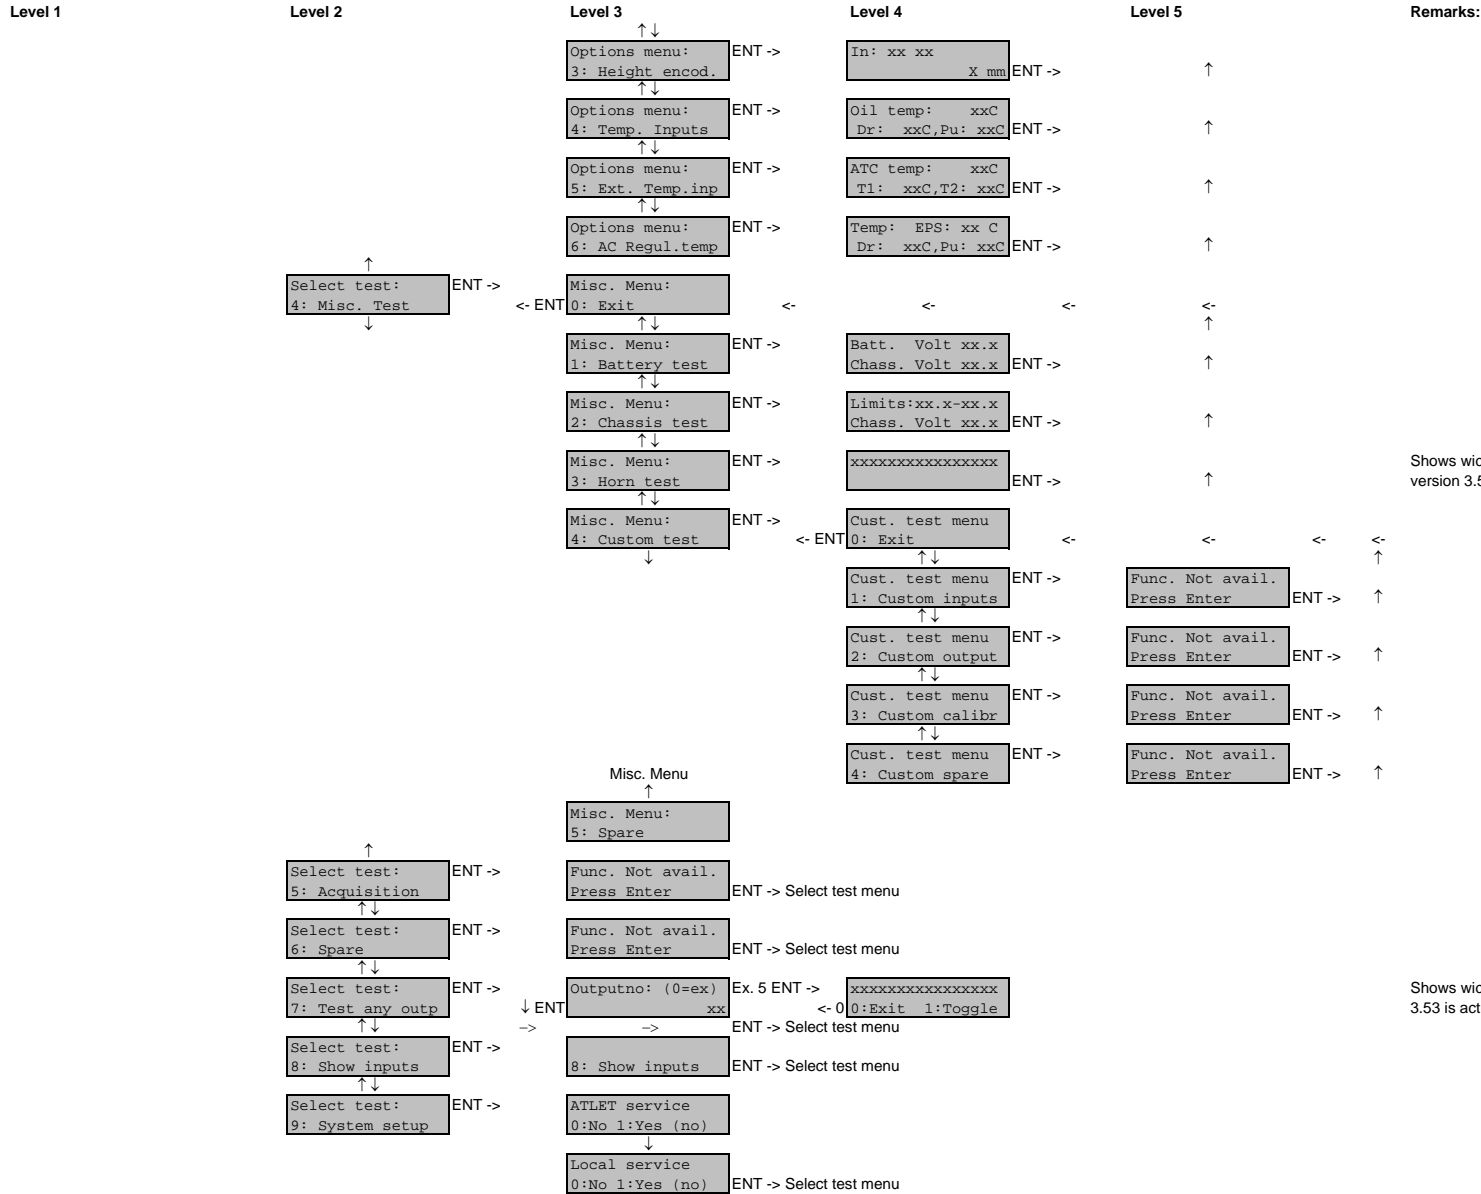 Level 1 Level 2 Level 3 Level 4 Level 5 Remarks:
↑↓
Options menu: ENT -> In: xx xx
3: Height encod. X mm ENT -> ↑
↑↓
Options menu: ENT -> Oil temp: xxC
4: Temp. Inputs Dr: xxC,Pu: xxC ENT -> ↑
↑↓
Options menu: ENT -> ATC temp: xxC
5: Ext. Temp.inp T1: xxC,T2: xxC ENT -> ↑
↑↓
Options menu: ENT -> Temp: EPS: xx C
6: AC Regul.temp Dr: xxC,Pu: xxC ENT -> ↑
↑
Select test: ENT -> Misc. Menu:
4: Misc. Test <- ENT 0: Exit <- <- <- <-
↓ ↑↓ ↑
Misc. Menu: ENT -> Batt. Volt xx.x
1: Battery test Chass. Volt xx.x ENT -> ↑
↑↓
Misc. Menu: ENT -> Limits:xx.x-xx.x
2: Chassis test Chass. Volt xx.x ENT -> ↑
↑↓
Misc. Menu: ENT -> xxxxxxxxxxxxxxxx Shows
3: Horn test ENT -> ↑ version
↑↓
Misc. Menu: ENT -> Cust. test menu
4: Custom test <- ENT 0: Exit <- <- <- <-
↓ ↑↓ ↑
Cust. test menu ENT -> Func. Not avail.
1: Custom inputs Press Enter ENT -> ↑
↑↓
Cust. test menu ENT -> Func. Not avail.
2: Custom output Press Enter ENT -> ↑
↑↓
Cust. test menu ENT -> Func. Not avail.
3: Custom calibr Press Enter ENT -> ↑
↑↓
Cust. test menu ENT -> Func. Not avail.
4: Custom spare Press Enter ENT -> ↑
Misc. Menu
↑
Misc. Menu:
5: Spare
↑
Select test: ENT -> Func. Not avail.
5: Acquisition Press Enter ENT -> Select test menu
↑↓
Select test: ENT -> Func. Not avail.
6: Spare Press Enter ENT -> Select test menu
↑↓
Select test: ENT -> Outputno: (0=ex) Ex. 5 ENT -> xxxxxxxxxxxxxxxx Shows
7: Test any outp ↓ ENT xx <- 0 0:Exit 1:Toggle 3.53 is
↑↓ –> –> ENT -> Select test menu
Select test: ENT ->
8: Show inputs 8: Show inputs ENT -> Select test menu
↑↓
Select test: ENT -> ATLET service
9: System setup 0:No 1:Yes (no)
↓
Local service
0:No 1:Yes (no) ENT -> Select test menu